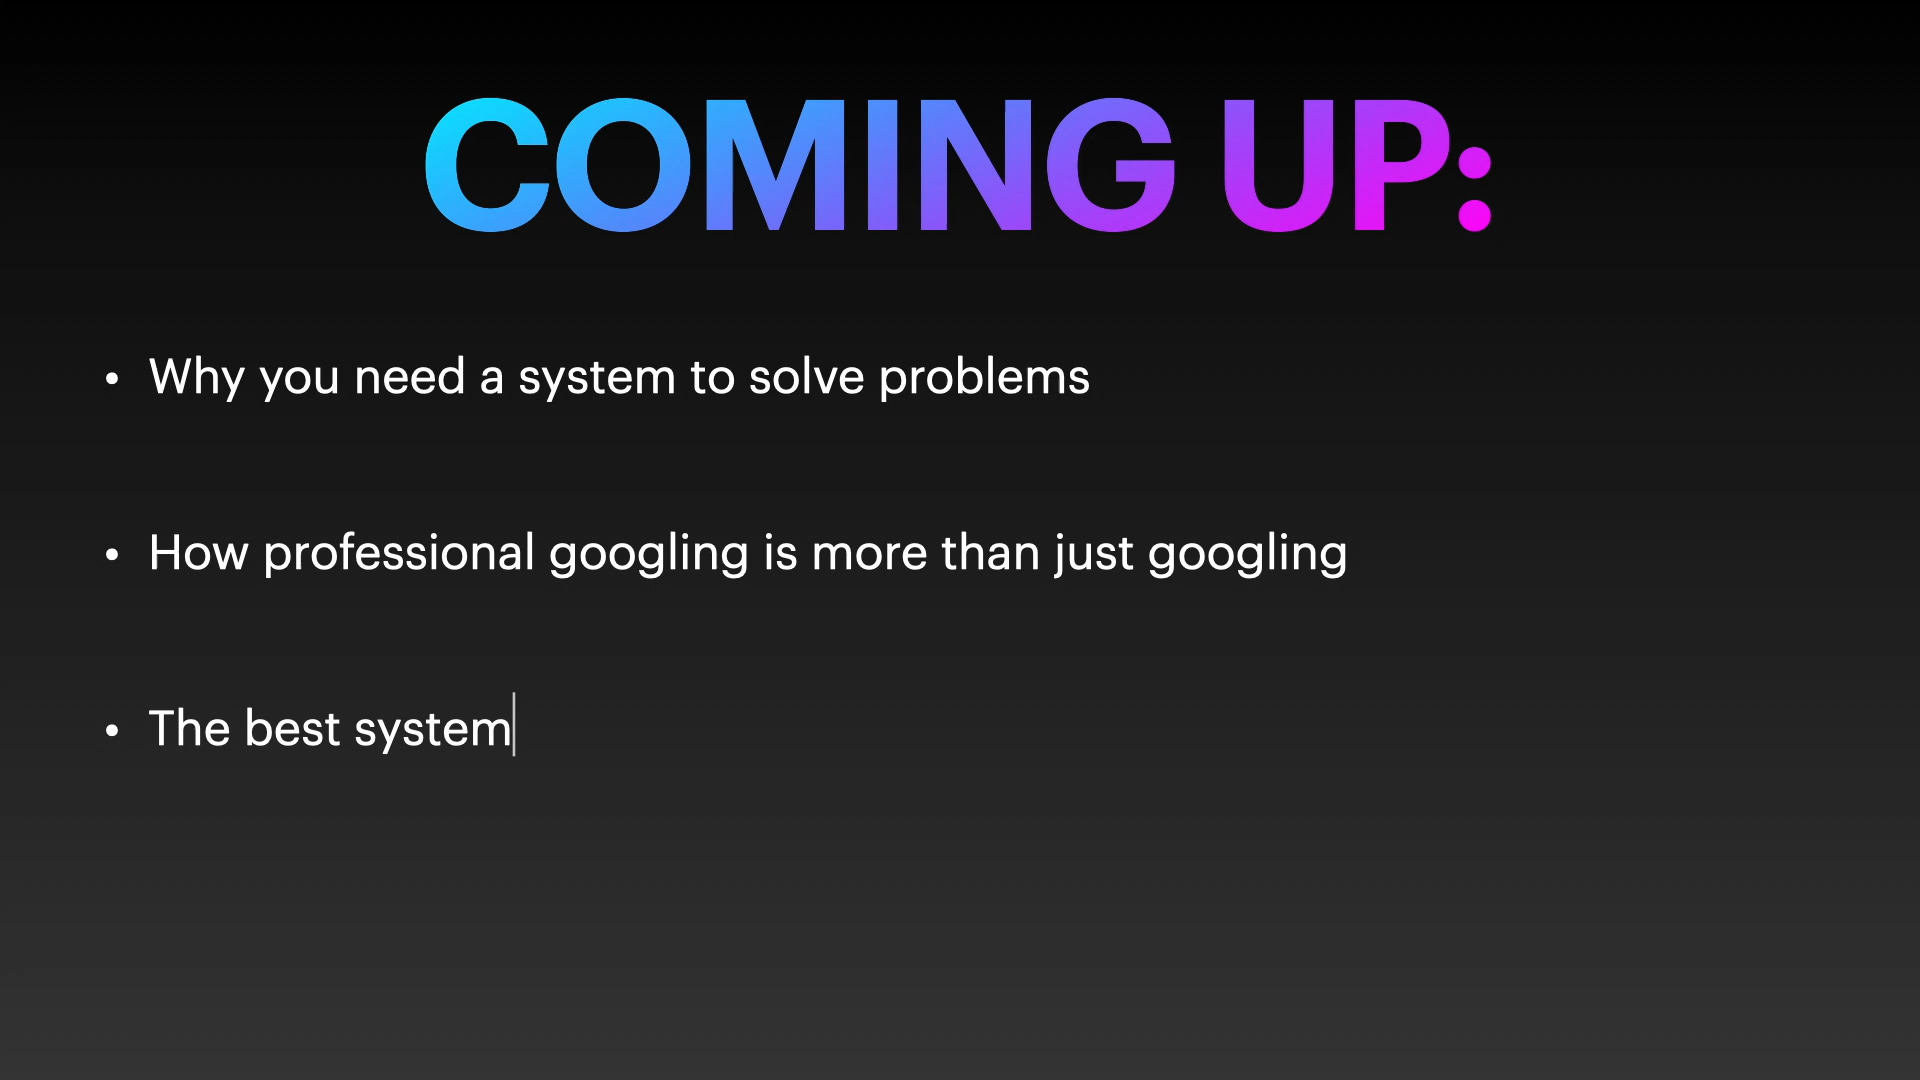 COMING UP:
• Why you need a system to solve problems
• How professional googling is more than just googling
• The best system